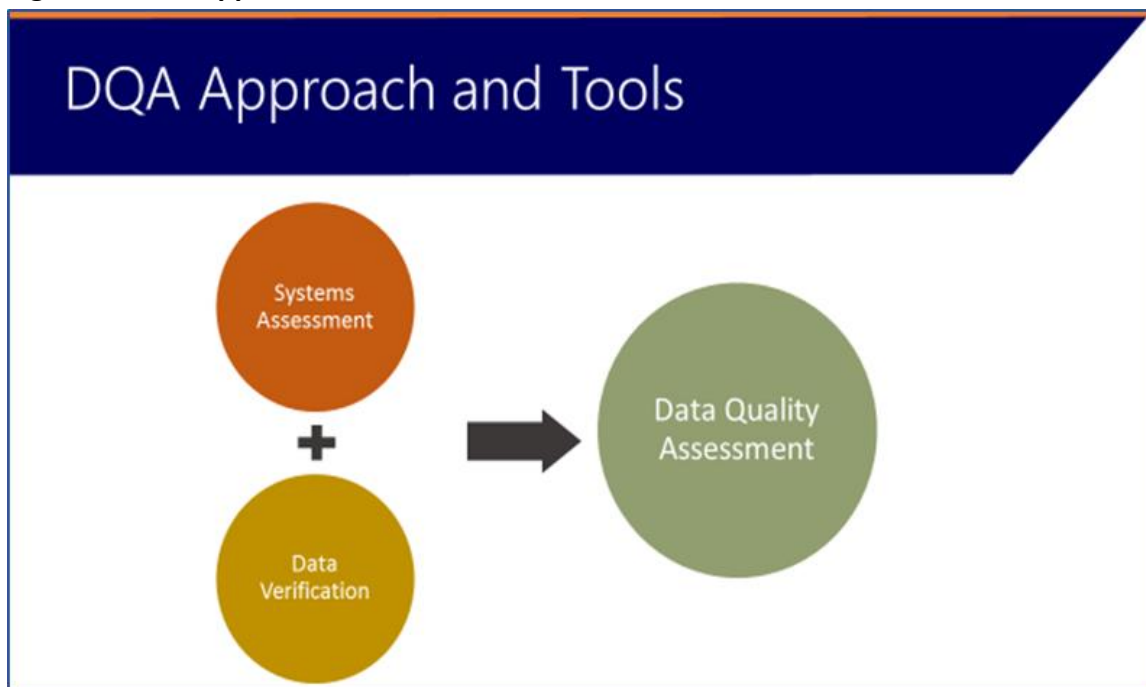 DQA Approach and Tools
Systems
Assessment
Data Quality
Assessment
Data
Verification